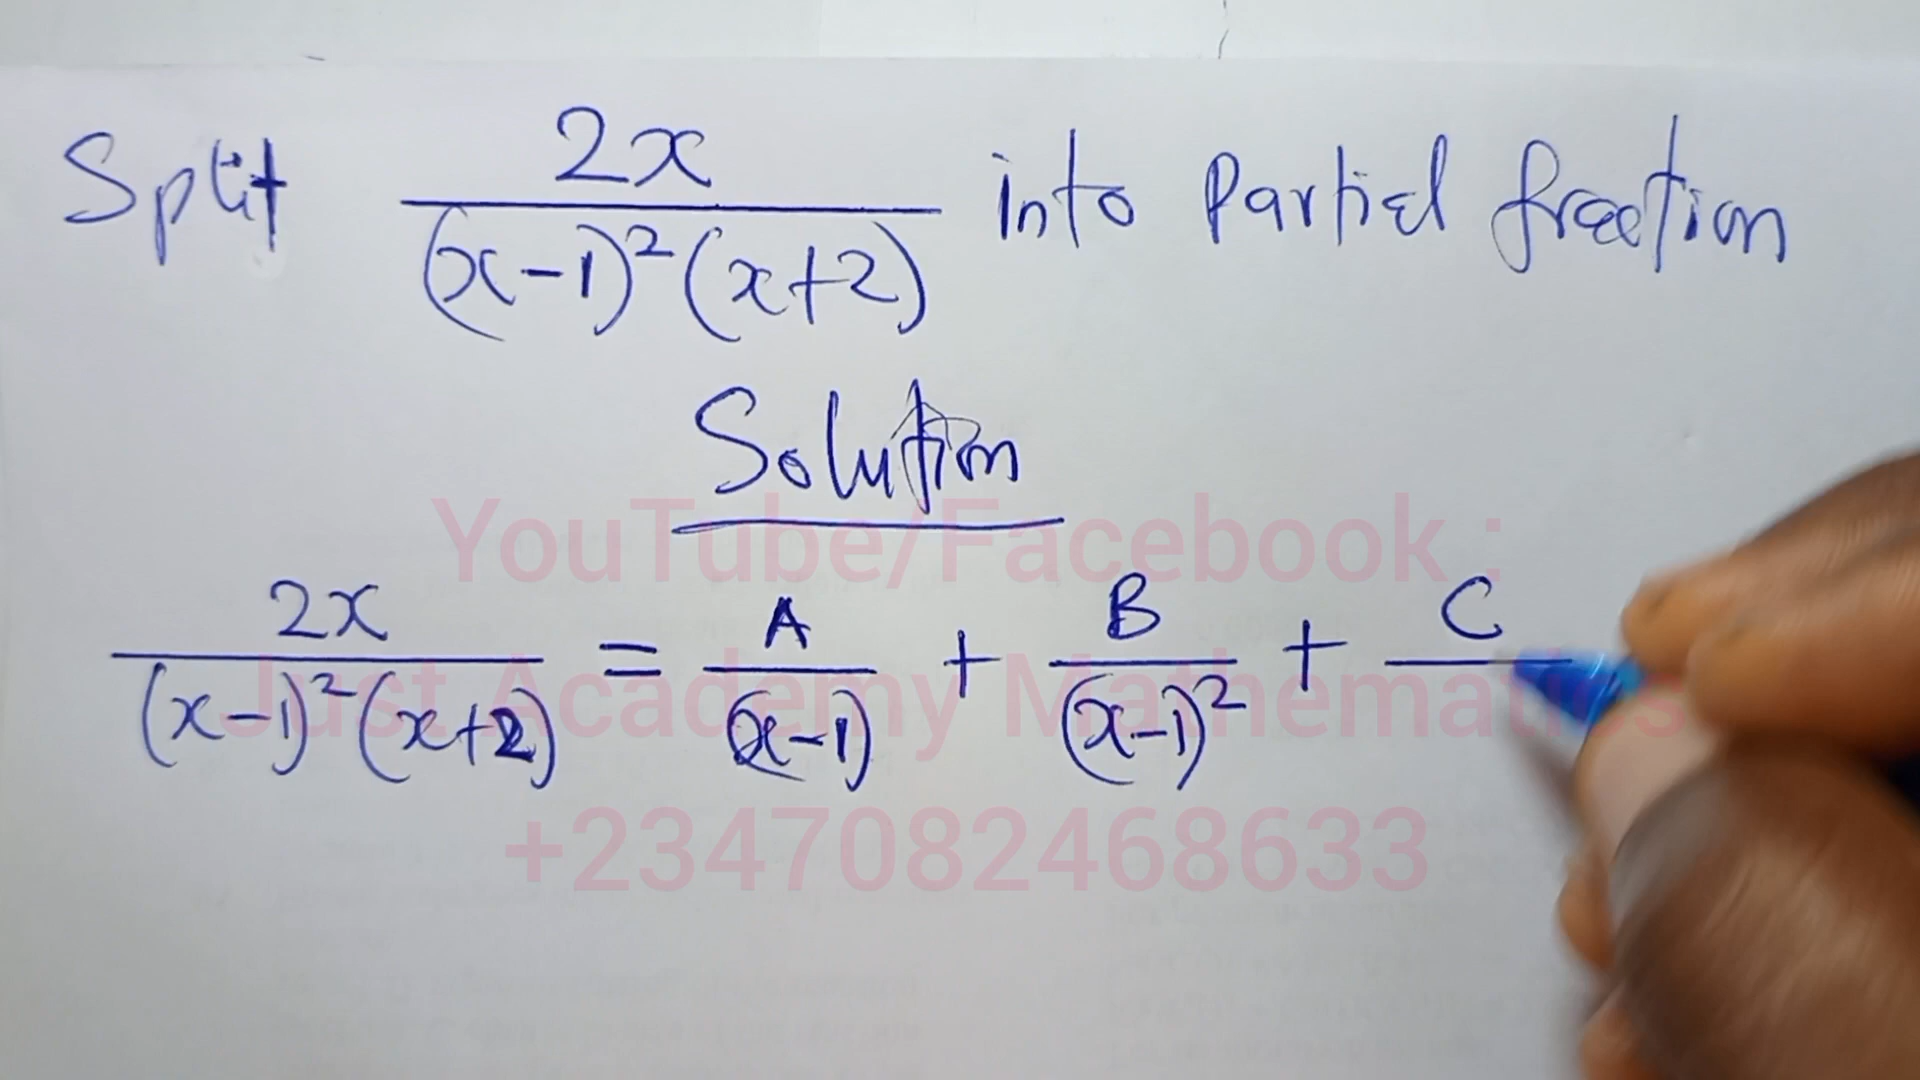 Split 2x / (x-1)²(x+2) into Partial fraction
Solution
YouTube/Facebook :
2x / (x-1)²(x+2) = A / (x-1) + B / (x-1)² + C
Just Academy Mathematics
+2347082468633